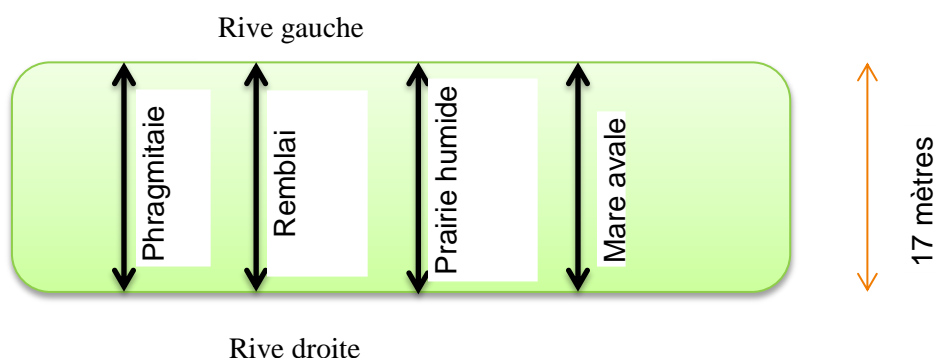 Rive gauche
Phragmitaie
Remblai
Prairie humide
Mare avale
17 mètres
Rive droite